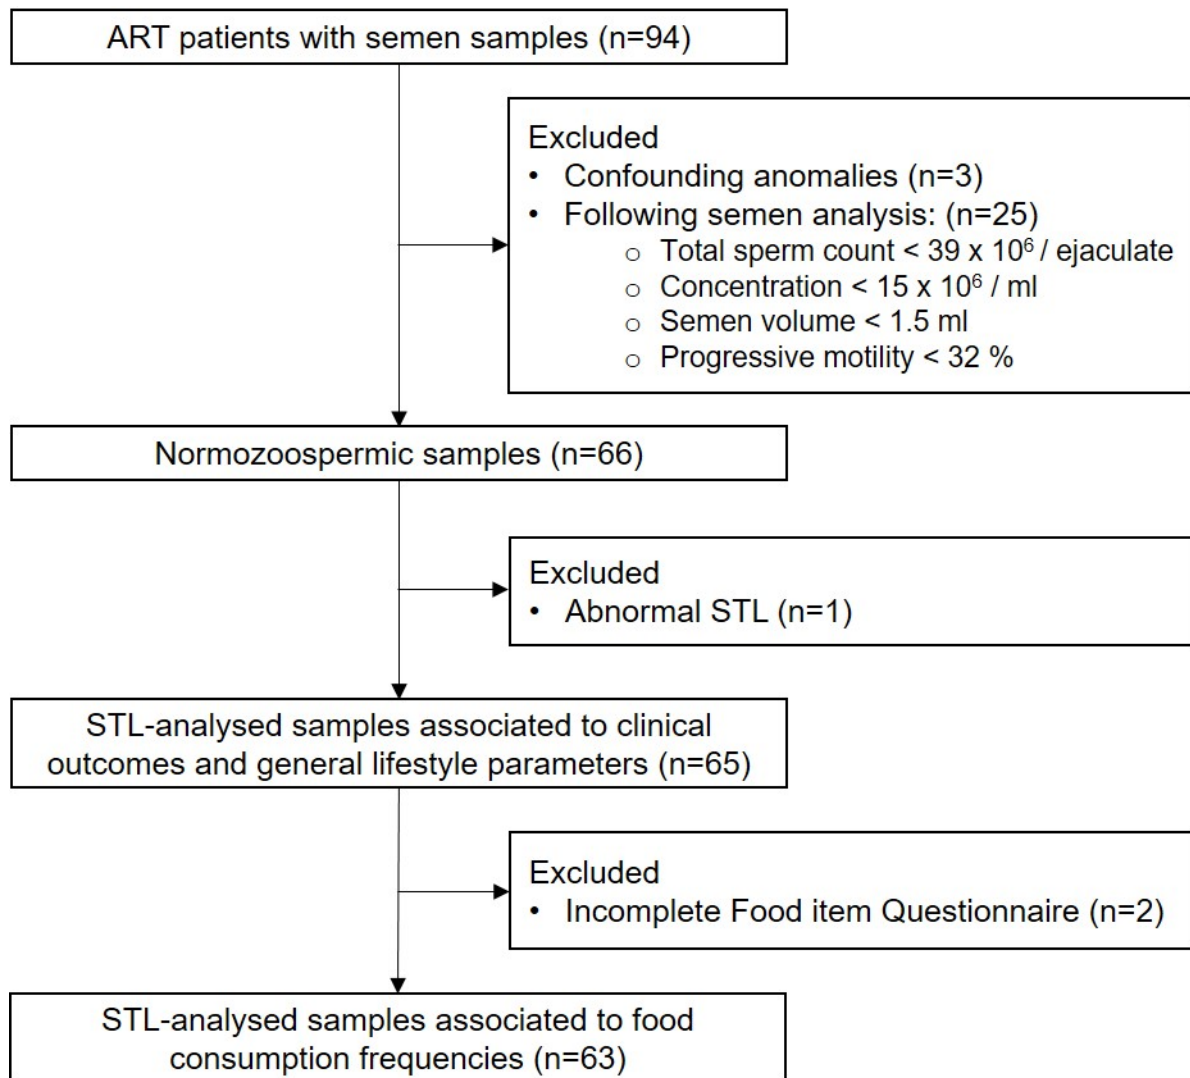 ART patients with semen samples (n=94)
Excluded
• Confounding anomalies (n=3)
• Following semen analysis: (n=25)
o Total sperm count < 39 x 10⁶ / ejaculate
o Concentration < 15 x 10⁶ / ml
o Semen volume < 1.5 ml
o Progressive motility < 32 %
Normozoospermic samples (n=66)
Excluded
• Abnormal STL (n=1)
STL-analysed samples associated to clinical
outcomes and general lifestyle parameters (n=65)
Excluded
• Incomplete Food item Questionnaire (n=2)
STL-analysed samples associated to food
consumption frequencies (n=63)